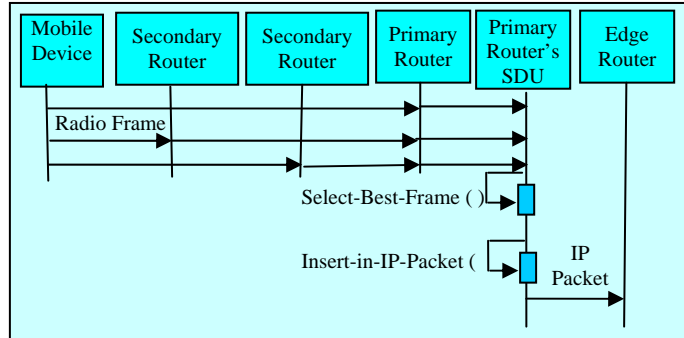 Mobile
Device
Secondary
Router
Secondary
Router
Primary
Router
Primary
Router's
SDU
Edge
Router
Radio Frame
Select-Best-Frame ( )
Insert-in-IP-Packet (
IP
Packet